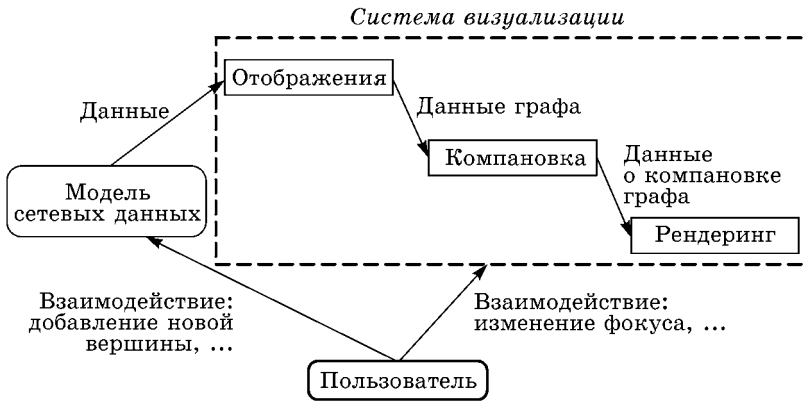 Система визуализации
Отображения
Данные
Данные графа
Компановка
Данные
о компановке
графа
Модель
сетевых данных
Рендеринг
Взаимодействие:
добавление новой
вершины, ...
Взаимодействие:
изменение фокуса, ...
Пользователь